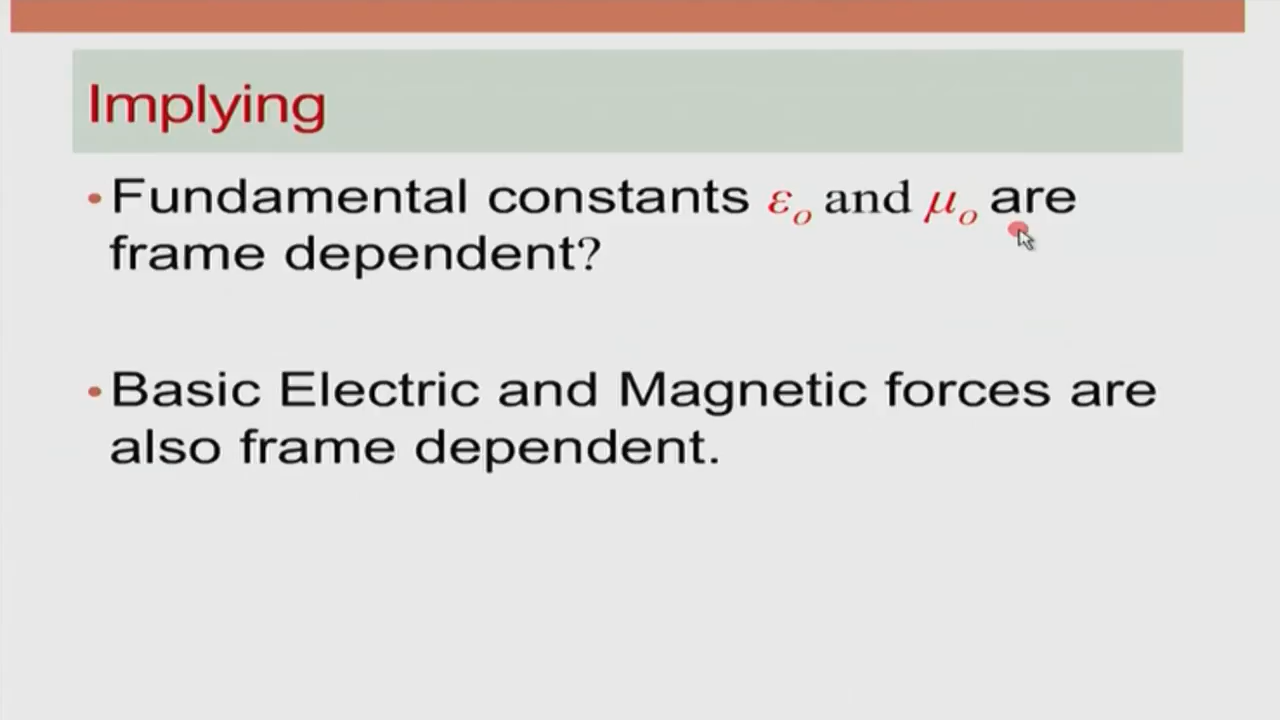 Implying
• Fundamental constants εₒ and μₒ are
frame dependent?
• Basic Electric and Magnetic forces are
also frame dependent.